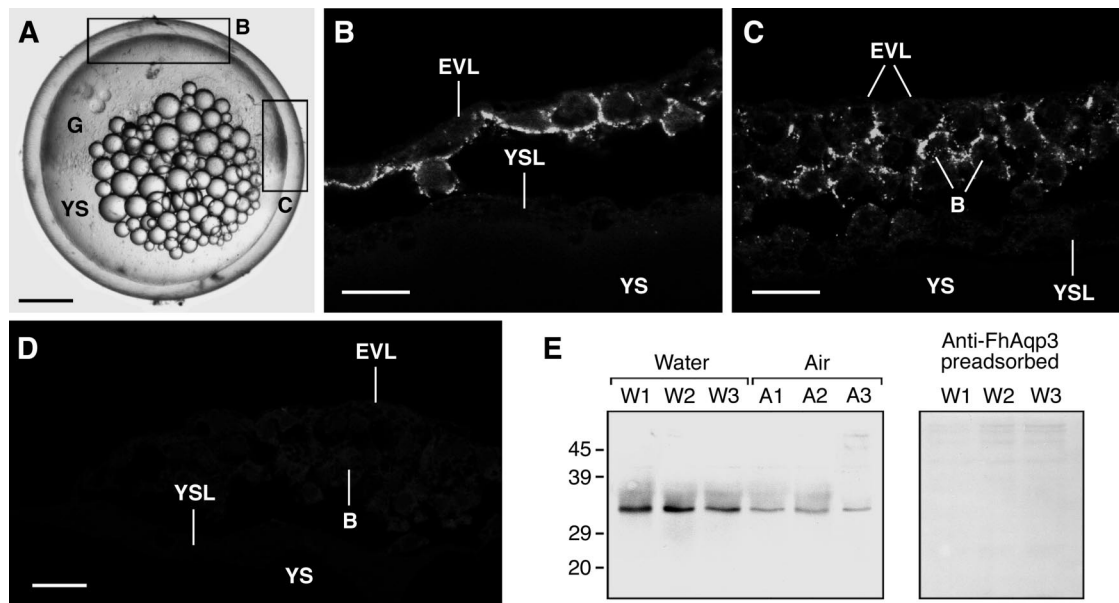 A
B
G
YS
C
B
EVL
YSL
YS
C
EVL
B
YS
YSL
D
EVL
YSL
B
YS
E
Water Air
W1 W2 W3 A1 A2 A3
45
39
29
20
Anti-FhAqp3
preadsorbed
W1 W2 W3